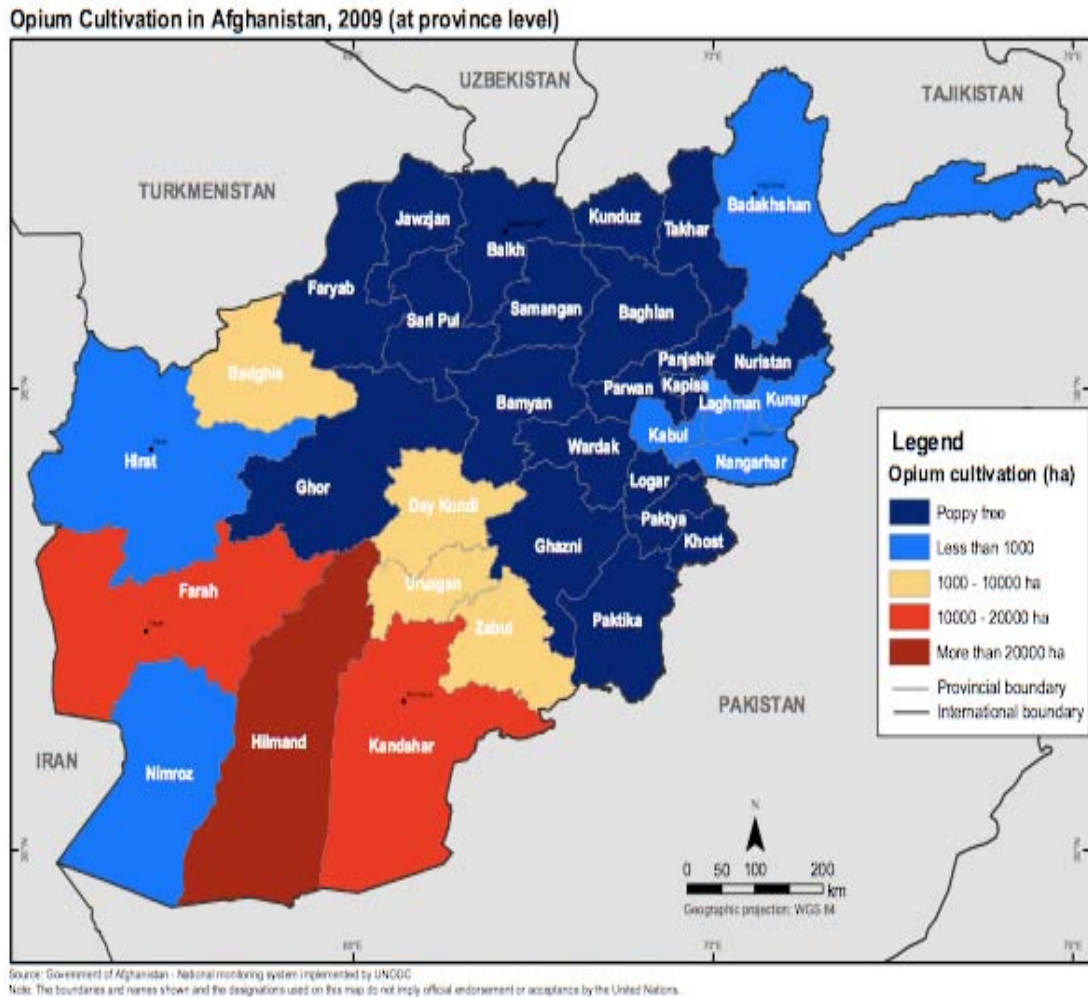 Opium Cultivation in Afghanistan, 2009 (at province level)
UZBEKISTAN
TAJIKISTAN
TURKMENISTAN
Badakhshan
Jawzjan
Kunduz
Takhar
Balkh
Faryab
Samangan
Baghlan
Sari Pul
Panjshir
Nuristan
Badghis
Parwan
Kapisa
Bamyan
Laghman
Kunar
Kabul
Wardak
Hirat
Nangarhar
Ghor
Logar
Day Kundi
Paktya
Ghazni
Khost
Uruzgan
Farah
Paktika
Zabul
PAKISTAN
Hilmand
Kandahar
IRAN
Nimroz
Legend
Opium cultivation (ha)
Poppy free
Less than 1000
1000 - 10000 ha
10000 - 20000 ha
More than 20000 ha
Provincial boundary
International boundary
N
0 50 100 200
km
Geographic projection: WGS 84
Source: Government of Afghanistan - National monitoring system implemented by UNODC
Note: The boundaries and names shown and the designations used on this map do not imply official endorsement or acceptance by the United Nations.